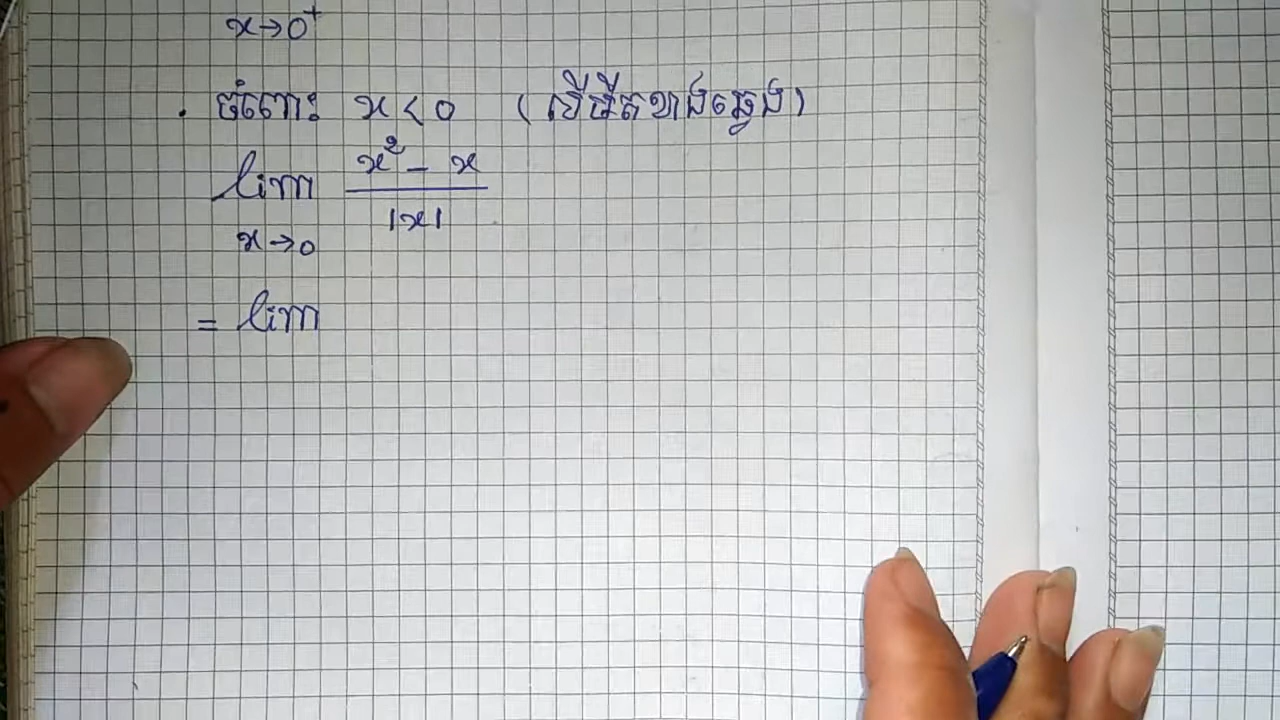 x→0⁺
. ចំពោះ x < 0 (លីមីតខាងឆ្វេង)
lim x² - x / |x|
x→0
= lim